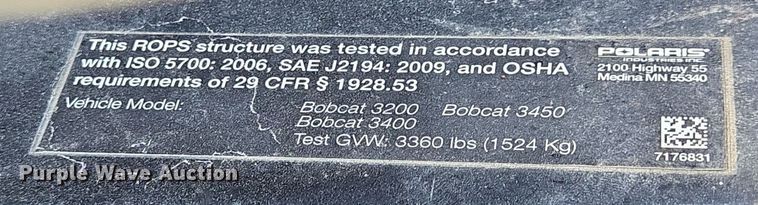 This ROPS structure was tested in accordance
with ISO 5700: 2006, SAE J2194: 2009, and OSHA
requirements of 29 CFR § 1928.53
Vehicle Model: Bobcat 3200 Bobcat 3450
Bobcat 3400
Test GVW: 3360 lbs (1524 Kg)
POLARIS
INDUSTRIES INC.
2100 Highway 55
Medina MN 55340
7176831
Purple Wave Auction